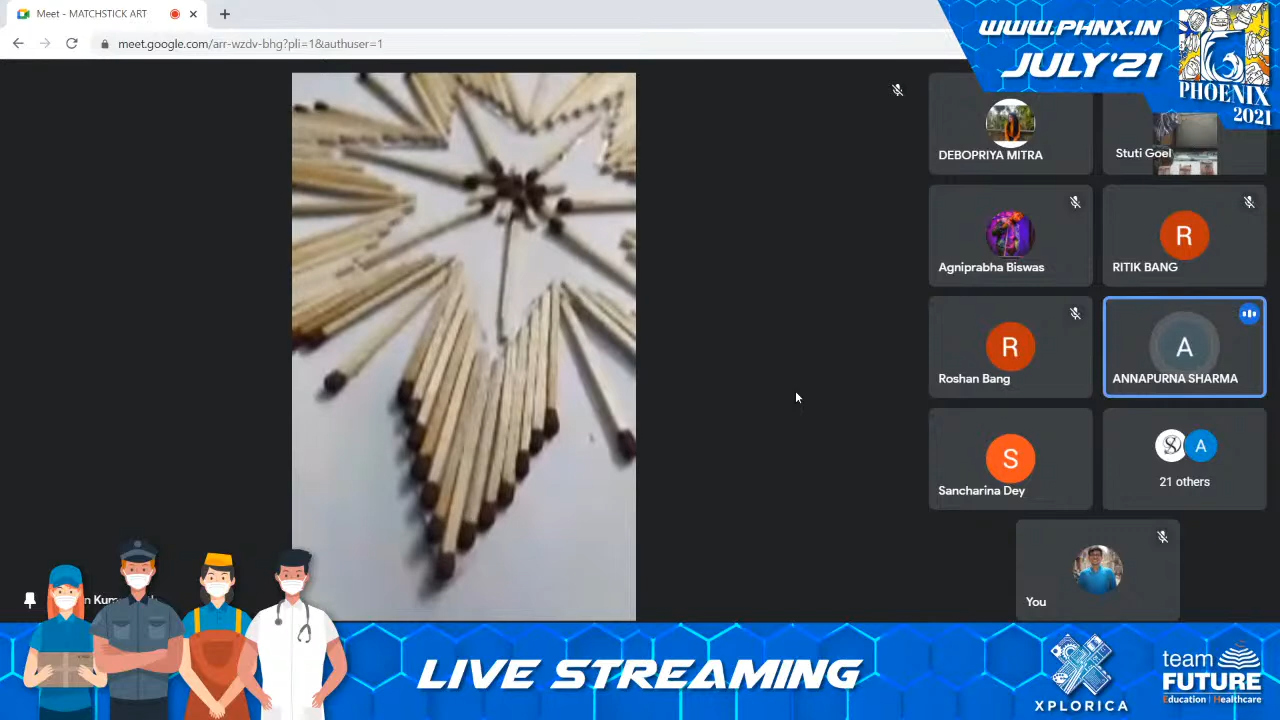 Meet - MATCHSTICK ART
meet.google.com/arr-wzdv-bhg?pli=1&authuser=1
WWW.PHNX.IN
JULY'21
PHOENIX
2021
DEBOPRIYA MITRA
Stuti Goel
Agniprabha Biswas
RITIK BANG
R
Roshan Bang
R
ANNAPURNA SHARMA
A
Sancharina Dey
S
S
A
21 others
You
LIVE STREAMING
XPLORICA
team
FUTURE
Education | Healthcare